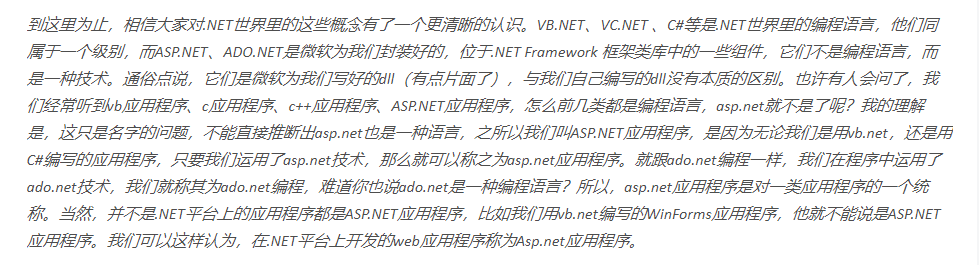 到这里为止，相信大家对.NET世界里的这些概念有了一个更清晰的认识。VB.NET、VC.NET 、C#等是.NET世界里的编程语言，他们同
属于一个级别，而ASP.NET、ADO.NET是微软为我们封装好的，位于.NET Framework 框架类库中的一些组件，它们不是编程语言，而
是一种技术。通俗点说，它们是微软为我们写好的dll（有点片面了），与我们自己编写的dll没有本质的区别。也许有人会问了，我
们经常听到vb应用程序、c应用程序、c++应用程序、ASP.NET应用程序，怎么前几类都是编程语言，asp.net就不是了呢？我的理解
是，这只是名字的问题，不能直接推断出asp.net也是一种语言，之所以我们叫ASP.NET应用程序，是因为无论我们是用vb.net，还是用
C#编写的应用程序，只要我们运用了asp.net技术，那么就可以称之为asp.net应用程序。就跟ado.net编程一样，我们在程序中运用了
ado.net技术，我们就称其为ado.net编程，难道你也说ado.net是一种编程语言？所以，asp.net应用程序是对一类应用程序的一个统
称。当然，并不是.NET平台上的应用程序都是ASP.NET应用程序，比如我们用vb.net编写的WinForms应用程序，他就不能说是ASP.NET
应用程序。我们可以这样认为，在.NET平台上开发的web应用程序称为Asp.net应用程序。